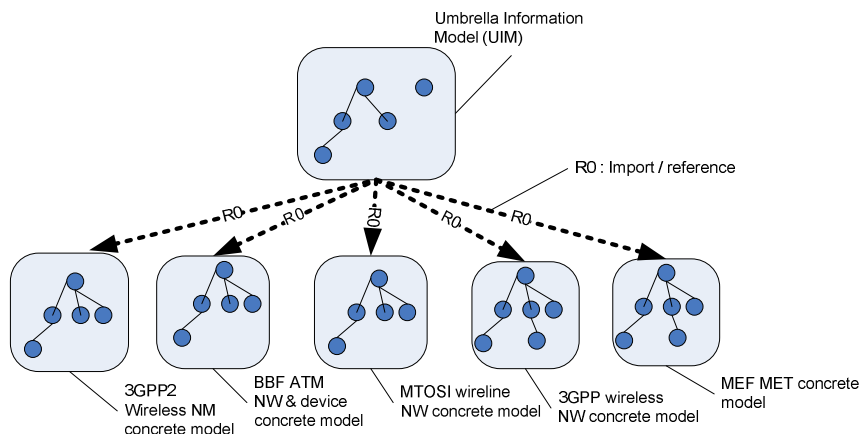 Umbrella Information
Model (UIM)
R0 : Import / reference
R0
R0
R0
R0
R0
3GPP2
Wireless NM
concrete model
BBF ATM
NW & device
concrete model
MTOSI wireline
NW concrete model
3GPP wireless
NW concrete model
MEF MET concrete
model